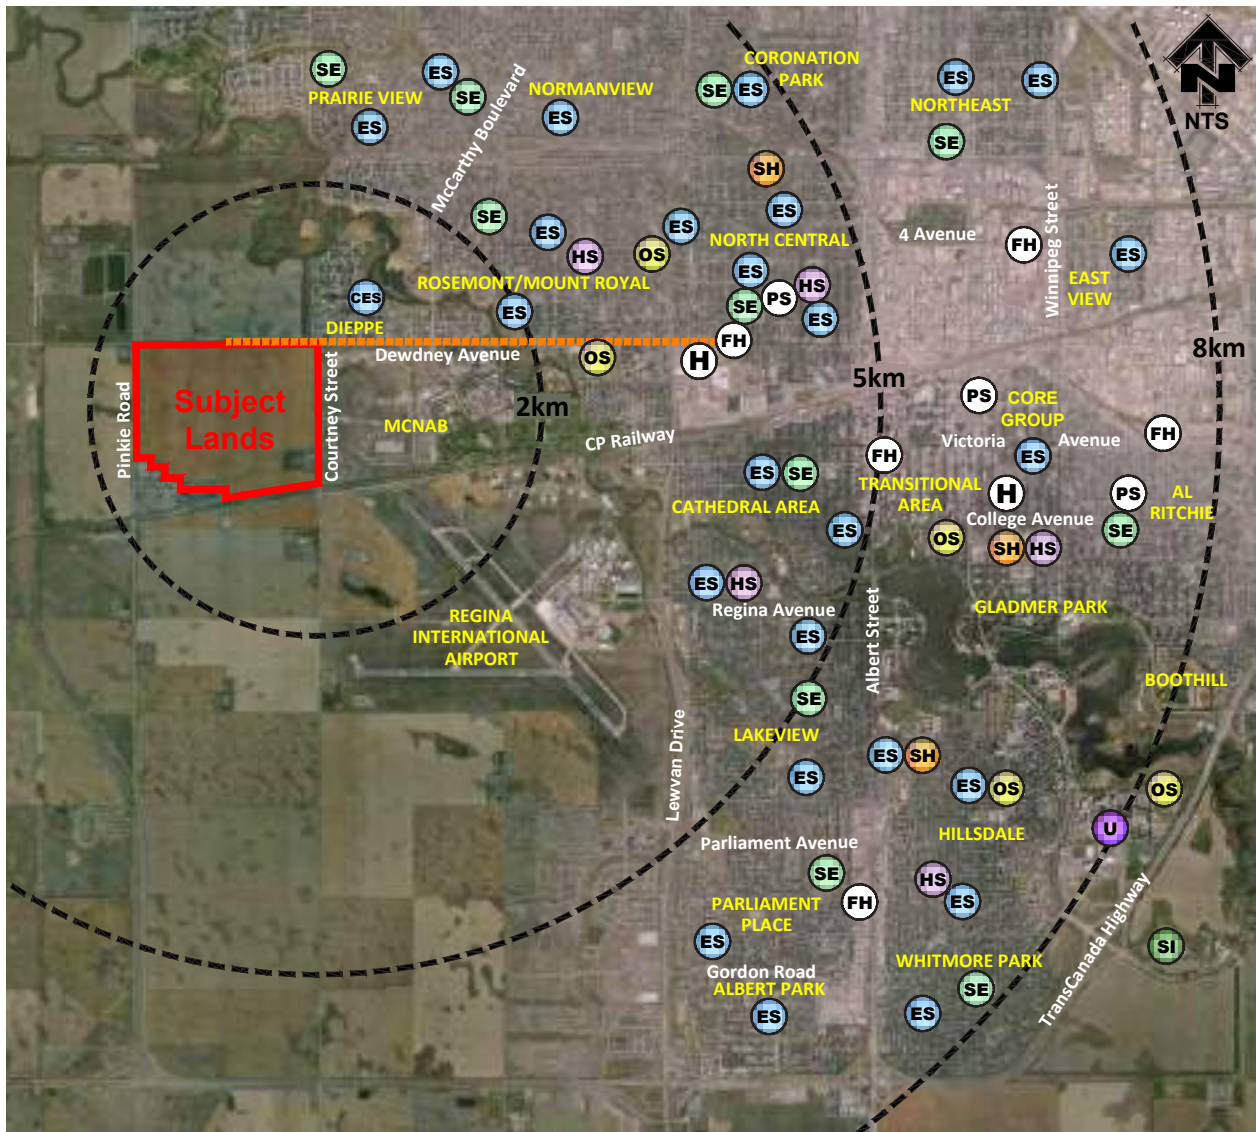 CORONATION
PARK
SE
ES
SE
PRAIRIE VIEW
ES
McCarthy Boulevard
NORMANVIEW
ES
SE
ES
ES
ES
NORTHEAST
SE
N
NTS
SH
SE
ES
HS
OS
ES
ES
NORTH CENTRAL
4 Avenue
FH
Winnipeg Street
ES
EAST
VIEW
ROSEMONT/MOUNT ROYAL
CES
DIEPPE
ES
ES
HS
PS
SE
ES
FH
H
OS
Dewdney Avenue
Subject
Lands
Pinkie Road
Courtney Street
MCNAB
2km
CP Railway
5km
8km
PS
CORE
GROUP
Victoria
Avenue
ES
FH
FH
ES
SE
CATHEDRAL AREA
TRANSITIONAL
AREA
H
PS
AL
RITCHIE
College Avenue
SE
ES
OS
SH
HS
ES
HS
Regina Avenue
ES
GLADMER PARK
REGINA
INTERNATIONAL
AIRPORT
Albert Street
BOOTHILL
SE
LAKEVIEW
Lewvan Drive
ES
ES
SH
ES
OS
OS
HILLSDALE
U
Parliament Avenue
SE
FH
HS
ES
PARLIAMENT
PLACE
ES
Gordon Road
ALBERT PARK
ES
WHITMORE PARK
SE
ES
TransCanada Highway
SI